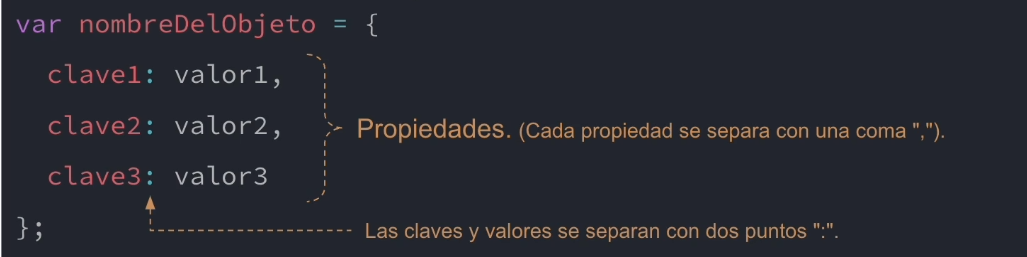 var nombreDelObjeto = {
clave1: valor1,
clave2: valor2,
Propiedades. (Cada propiedad se separa con una coma ",").
clave3: valor3
};
Las claves y valores se separan con dos puntos ":".